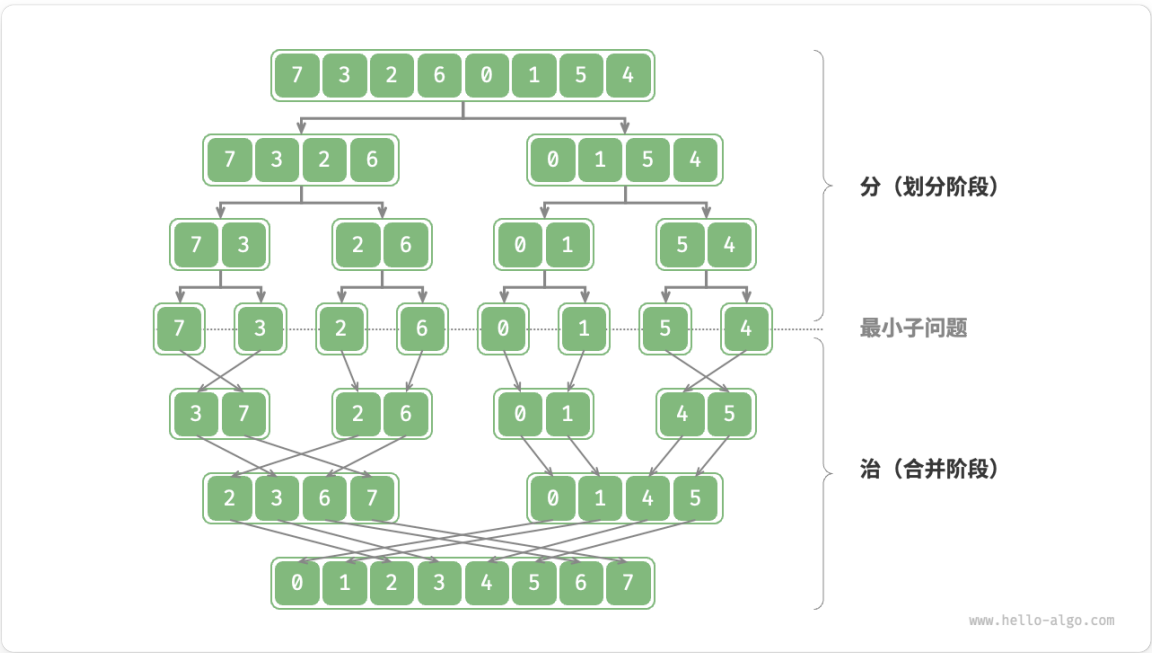 7 3 2 6 0 1 5 4
7 3 2 6 0 1 5 4
分（划分阶段）
7 3 2 6 0 1 5 4
7 3 2 6 0 1 5 4
最小子问题
3 7 2 6 0 1 4 5
治（合并阶段）
2 3 6 7 0 1 4 5
0 1 2 3 4 5 6 7
www.hello-algo.com